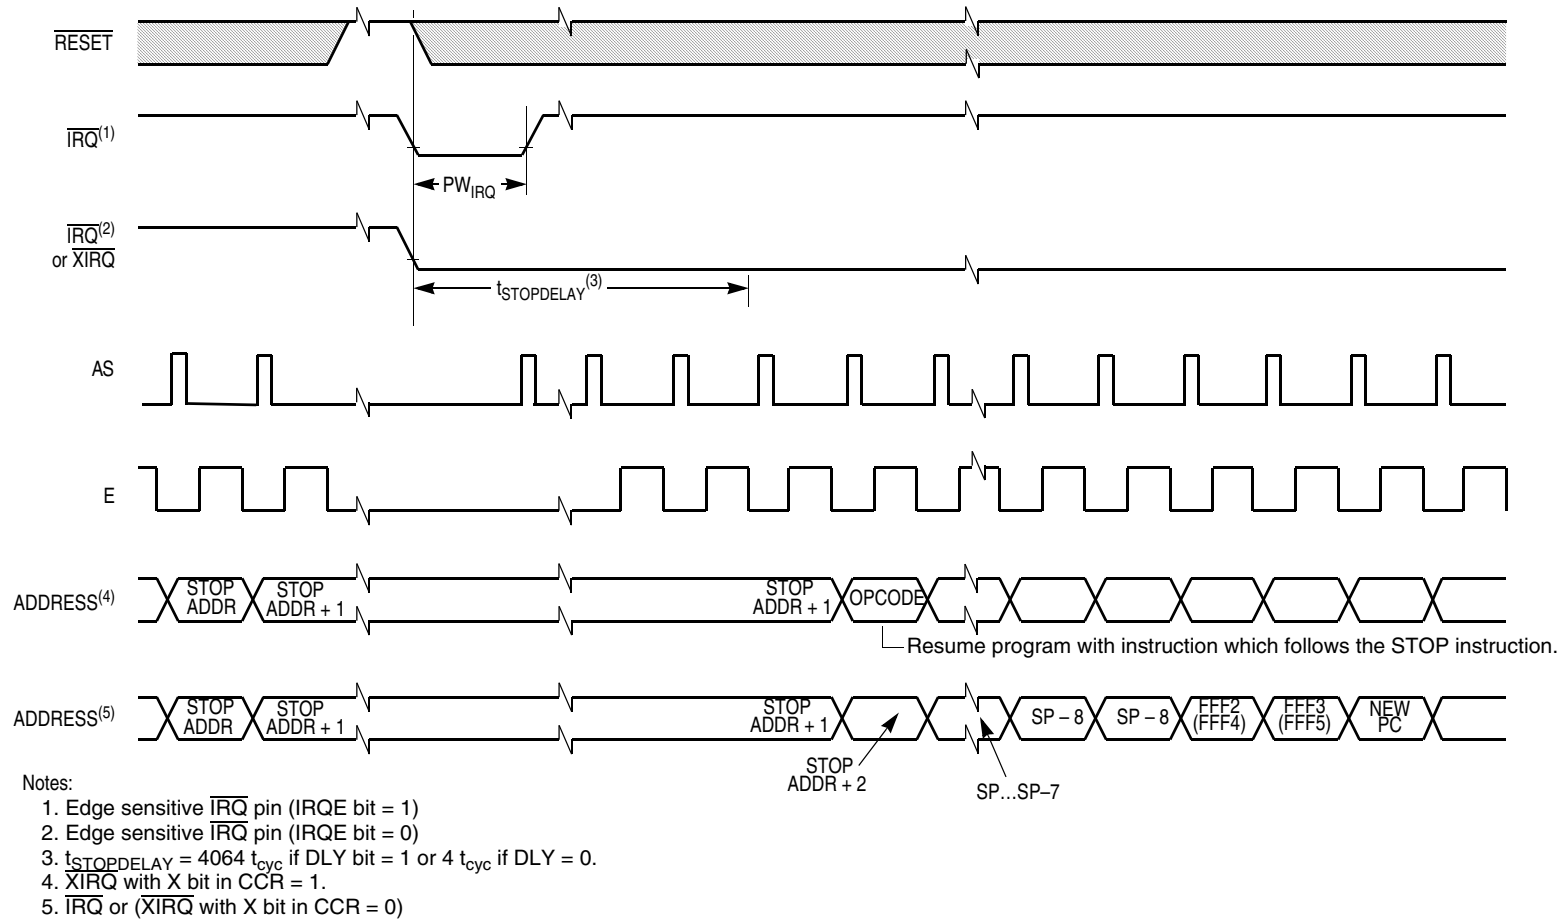 RESET
IRQ(1)
PWIRQ
IRQ(2)
or XIRQ
tSTOPDELAY(3)
AS
E
ADDRESS(4)
STOP
ADDR
STOP
ADDR + 1
STOP
ADDR + 1
OPCODE
Resume program with instruction which follows the STOP instruction.
ADDRESS(5)
STOP
ADDR
STOP
ADDR + 1
STOP
ADDR + 1
SP – 8
SP – 8
FFF2
(FFF4)
FFF3
(FFF5)
NEW
PC
STOP
ADDR + 2
SP…SP–7
Notes:
1. Edge sensitive IRQ pin (IRQE bit = 1)
2. Edge sensitive IRQ pin (IRQE bit = 0)
3. tSTOPDELAY = 4064 tcyc if DLY bit = 1 or 4 tcyc if DLY = 0.
4. XIRQ with X bit in CCR = 1.
5. IRQ or (XIRQ with X bit in CCR = 0)